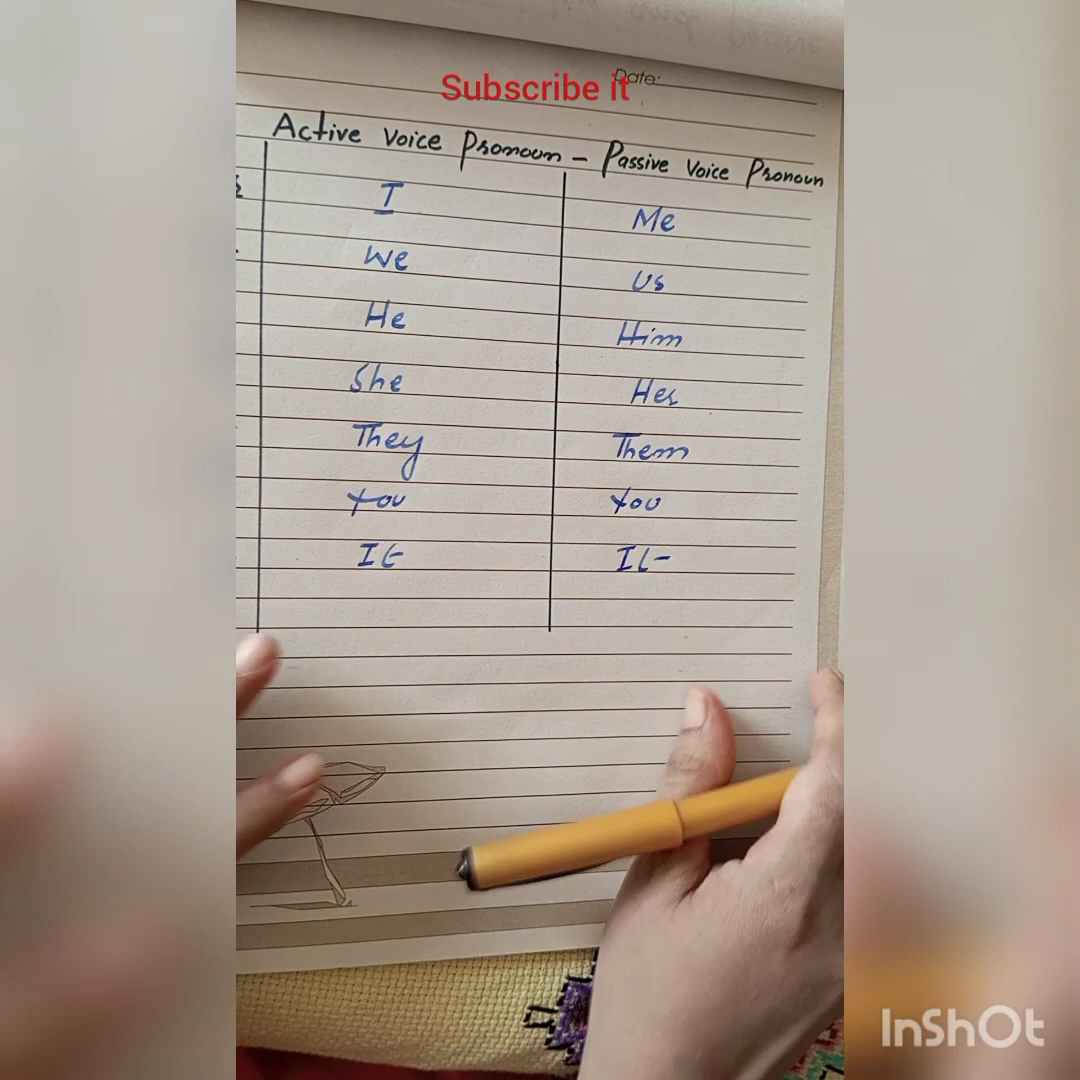 Date:
Subscribe it
Active Voice Pronoun - Passive Voice Pronoun
I Me
We Us
He Him
She Her
They Them
You You
It It
InShOt